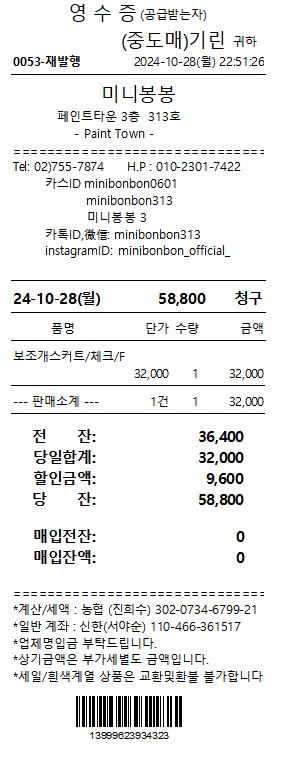 영 수 증 (공급받는자)
(중도매)기린 귀하
0053-재발행 2024-10-28(월) 22:51:26
미니봉봉
페인트타운 3층 313호
- Paint Town -
Tel: 02)755-7874 H.P : 010-2301-7422
카스ID minibonbon0601
minibonbon313
미니봉봉 3
카톡ID,微信: minibonbon313
instagramID: minibonbon_official_
24-10-28(월) 58,800 청구
품명 단가 수량 금액
보조개스커트/체크/F
32,000 1 32,000
--- 판매소계 --- 1건 1 32,000
전 잔: 36,400
당일합계: 32,000
할인금액: 9,600
당 잔: 58,800
매입전잔: 0
매입잔액: 0
*계산/세액 : 농협 (진희수) 302-0734-6799-21
*일반 계좌 : 신한(서야순) 110-466-361517
*업체명입금 부탁드립니다.
*상기금액은 부가세별도 금액입니다.
*세일/흰색계열 상품은 교환및환불 불가합니다
13999623934323